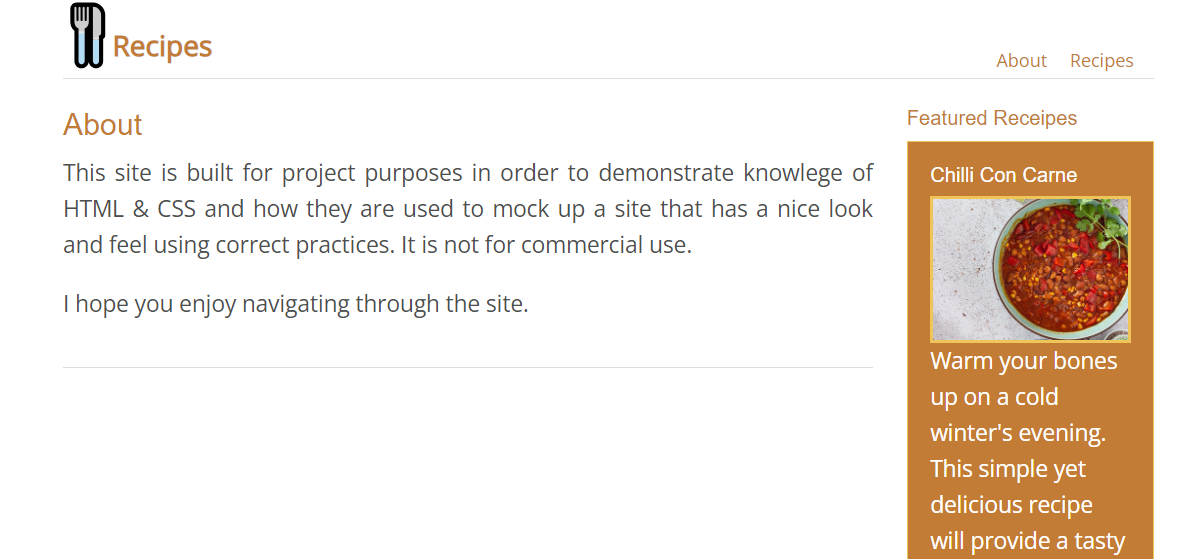 Recipes
About Recipes
About
This site is built for project purposes in order to demonstrate knowlege of
HTML & CSS and how they are used to mock up a site that has a nice look
and feel using correct practices. It is not for commercial use.
I hope you enjoy navigating through the site.
Featured Receipes
Chilli Con Carne
Warm your bones
up on a cold
winter's evening.
This simple yet
delicious recipe
will provide a tasty